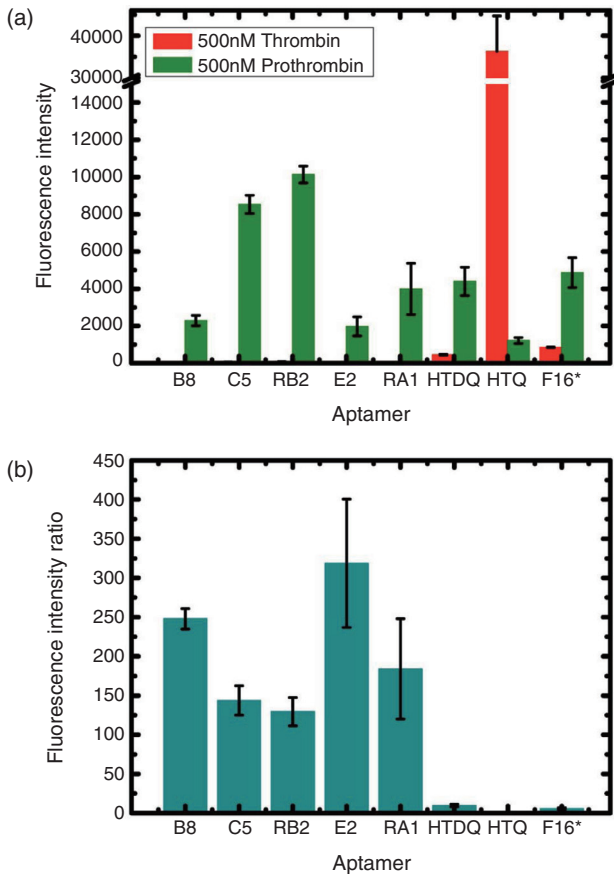 (a)
500nM Thrombin
500nM Prothrombin
Fluorescence intensity
40000
30000
14000
12000
10000
8000
6000
4000
2000
0
B8 C5 RB2 E2 RA1 HTDQ HTQ F16*
Aptamer
(b)
Fluorescence intensity ratio
450
400
350
300
250
200
150
100
50
0
B8 C5 RB2 E2 RA1 HTDQ HTQ F16*
Aptamer